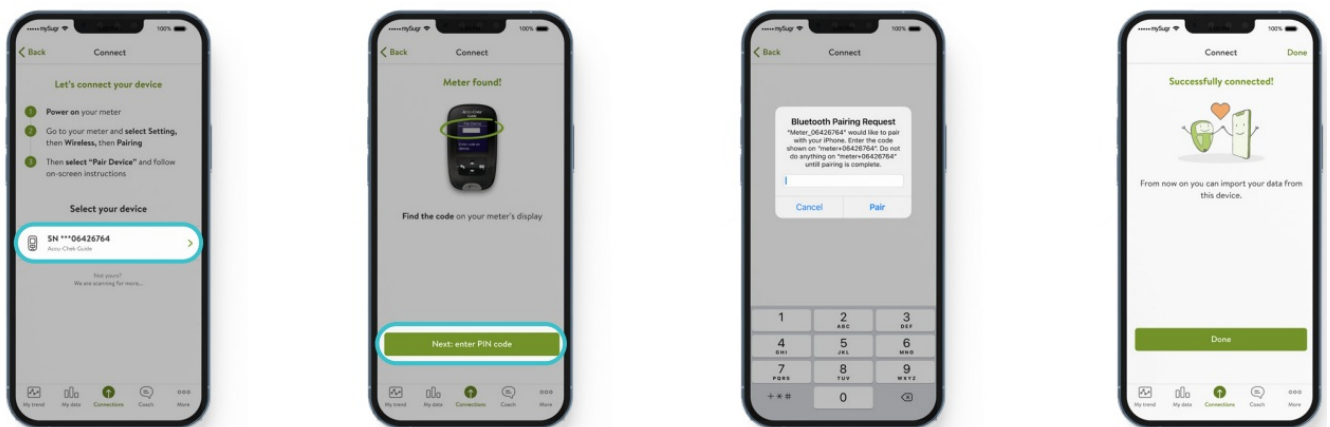 mySugr 100%
Back Connect
Let's connect your device
1 Power on your meter
2 Go to your meter and select Setting,
then Wireless, then Pairing
3 Then select "Pair Device" and follow
on-screen instructions
Select your device
SN ***06426764
Accu-Chek Guide
Not yours?
We are scanning for more...
My trend My data Connections Coach More
mySugr 100%
Back Connect
Meter found!
Find the code on your meter's display
Next: enter PIN code
My trend My data Connections Coach More
mySugr 100%
Back Connect
Bluetooth Pairing Request
"Meter_06426764" would like to pair
with your iPhone. Enter the code
shown on "meter+06426764". Do not
do anything on "meter+06426764"
untill pairing is complete.
Cancel Pair
1 2 3
ABC DEF
4 5 6
GHI JKL MNO
7 8 9
PQRS TUV WXYZ
+*# 0
mySugr 100%
Connect Done
Successfully connected!
From now on you can import your data from
this device.
Done
My trend My data Connections Coach More